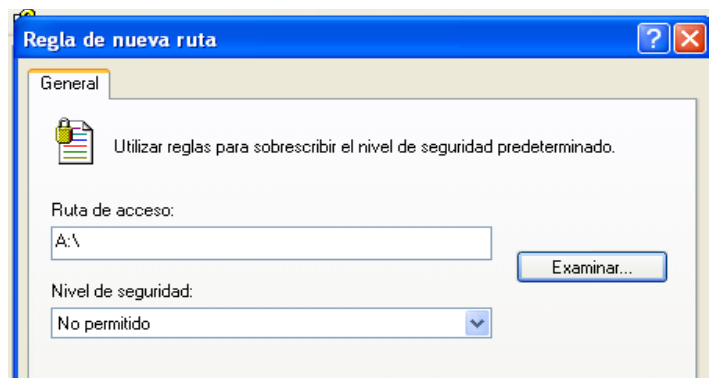 Regla de nueva ruta
General
Utilizar reglas para sobrescribir el nivel de seguridad predeterminado.
Ruta de acceso:
A:\
Examinar...
Nivel de seguridad:
No permitido